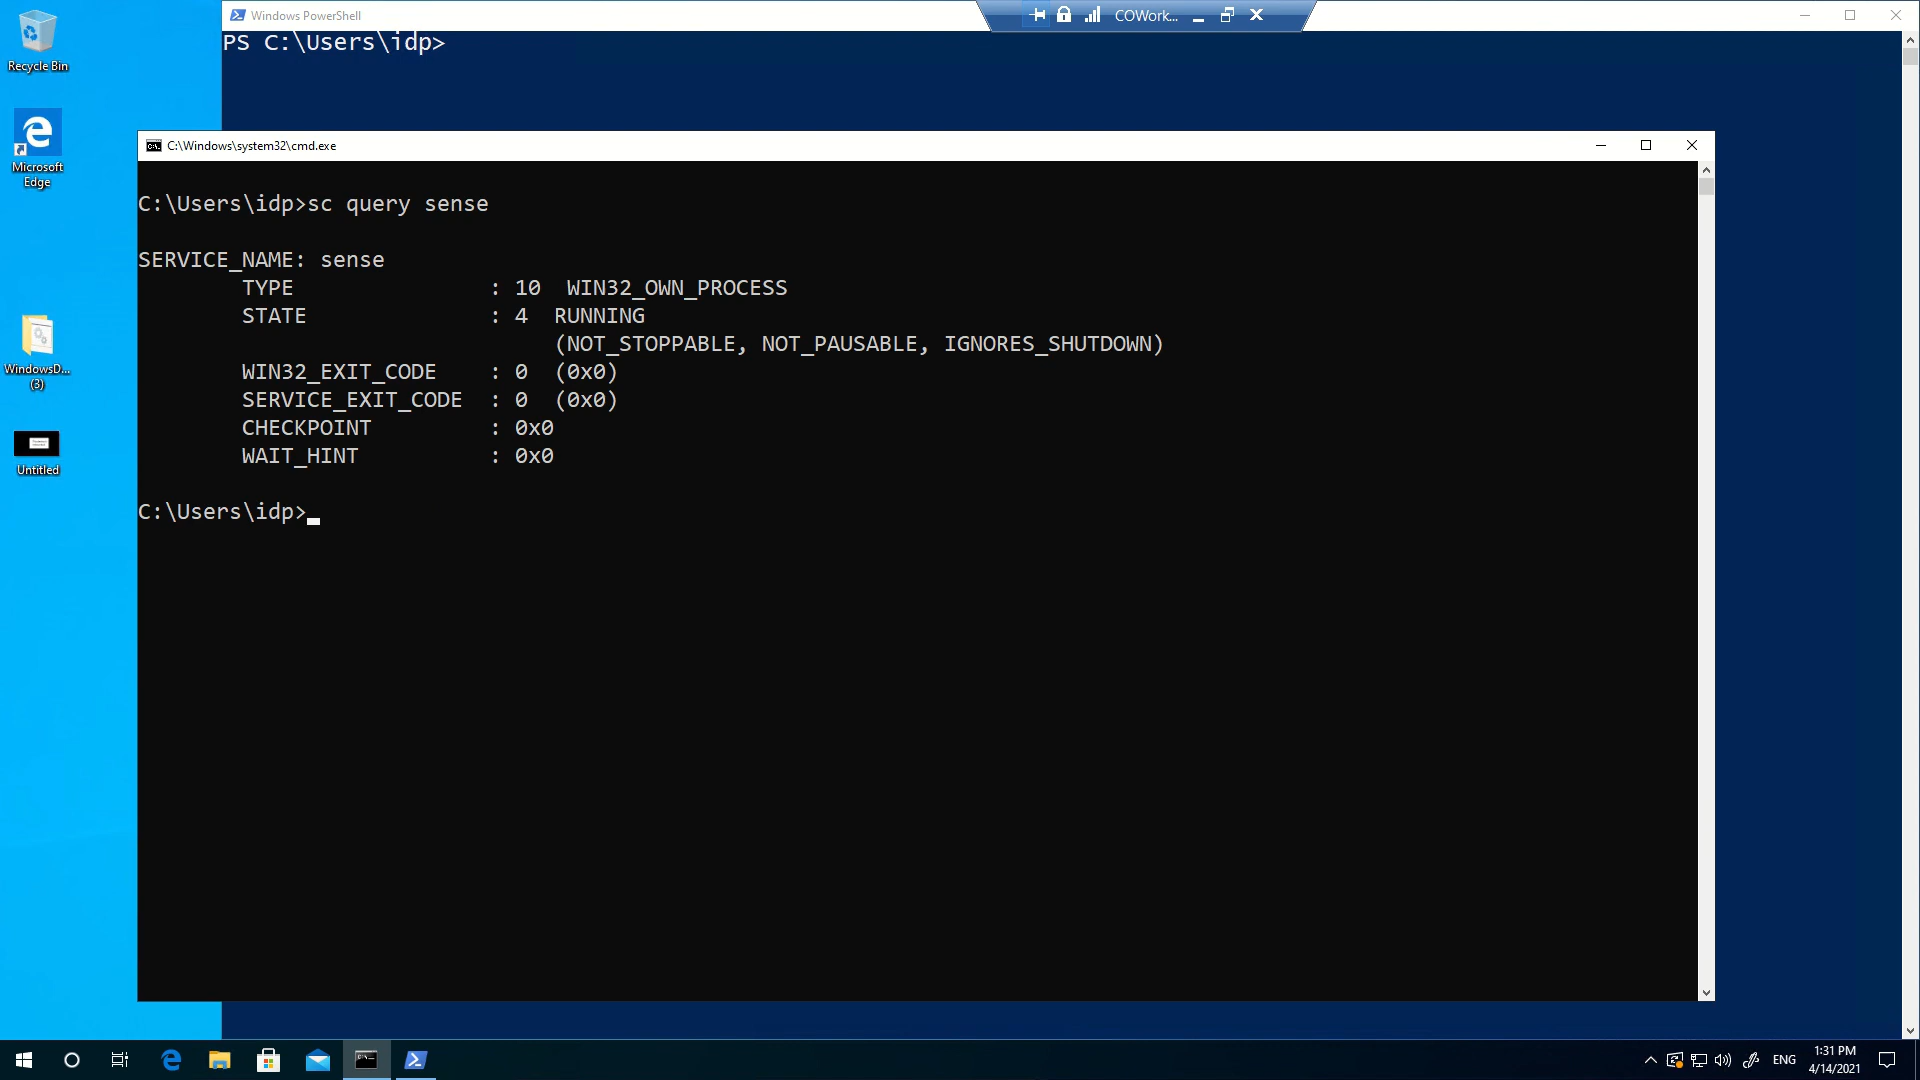 Recycle Bin
Microsoft
Edge
WindowsD...
(3)
Untitled
Windows PowerShell
COWork...
PS C:\Users\idp>
C:\Windows\system32\cmd.exe
C:\Users\idp>sc query sense
SERVICE_NAME: sense
TYPE : 10 WIN32_OWN_PROCESS
STATE : 4 RUNNING
(NOT_STOPPABLE, NOT_PAUSABLE, IGNORES_SHUTDOWN)
WIN32_EXIT_CODE : 0 (0x0)
SERVICE_EXIT_CODE : 0 (0x0)
CHECKPOINT : 0x0
WAIT_HINT : 0x0
C:\Users\idp>
ENG
1:31 PM
4/14/2021